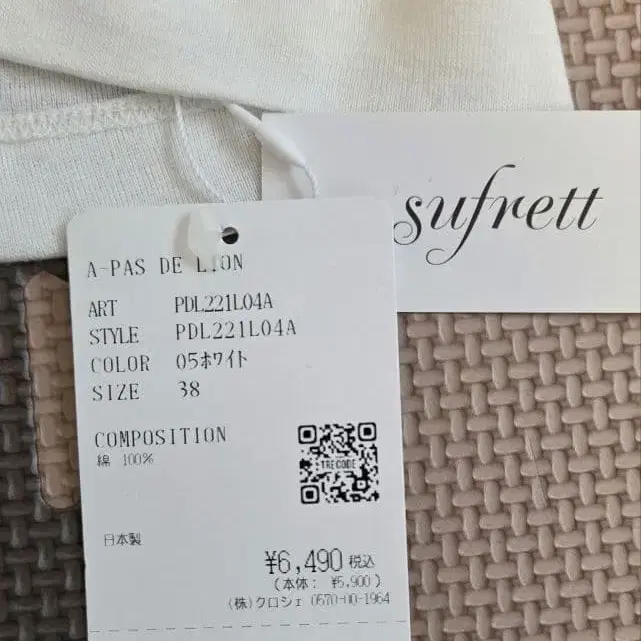 sufrett
A-PAS DE LION
ART PDL221L04A
STYLE PDL221L04A
COLOR 05ホワイト
SIZE 38
COMPOSITION
綿 100%
TRECODE
日本製
¥6,490 税込
(本体: ¥5,900)
(株)クロシェ 0570-00-1964